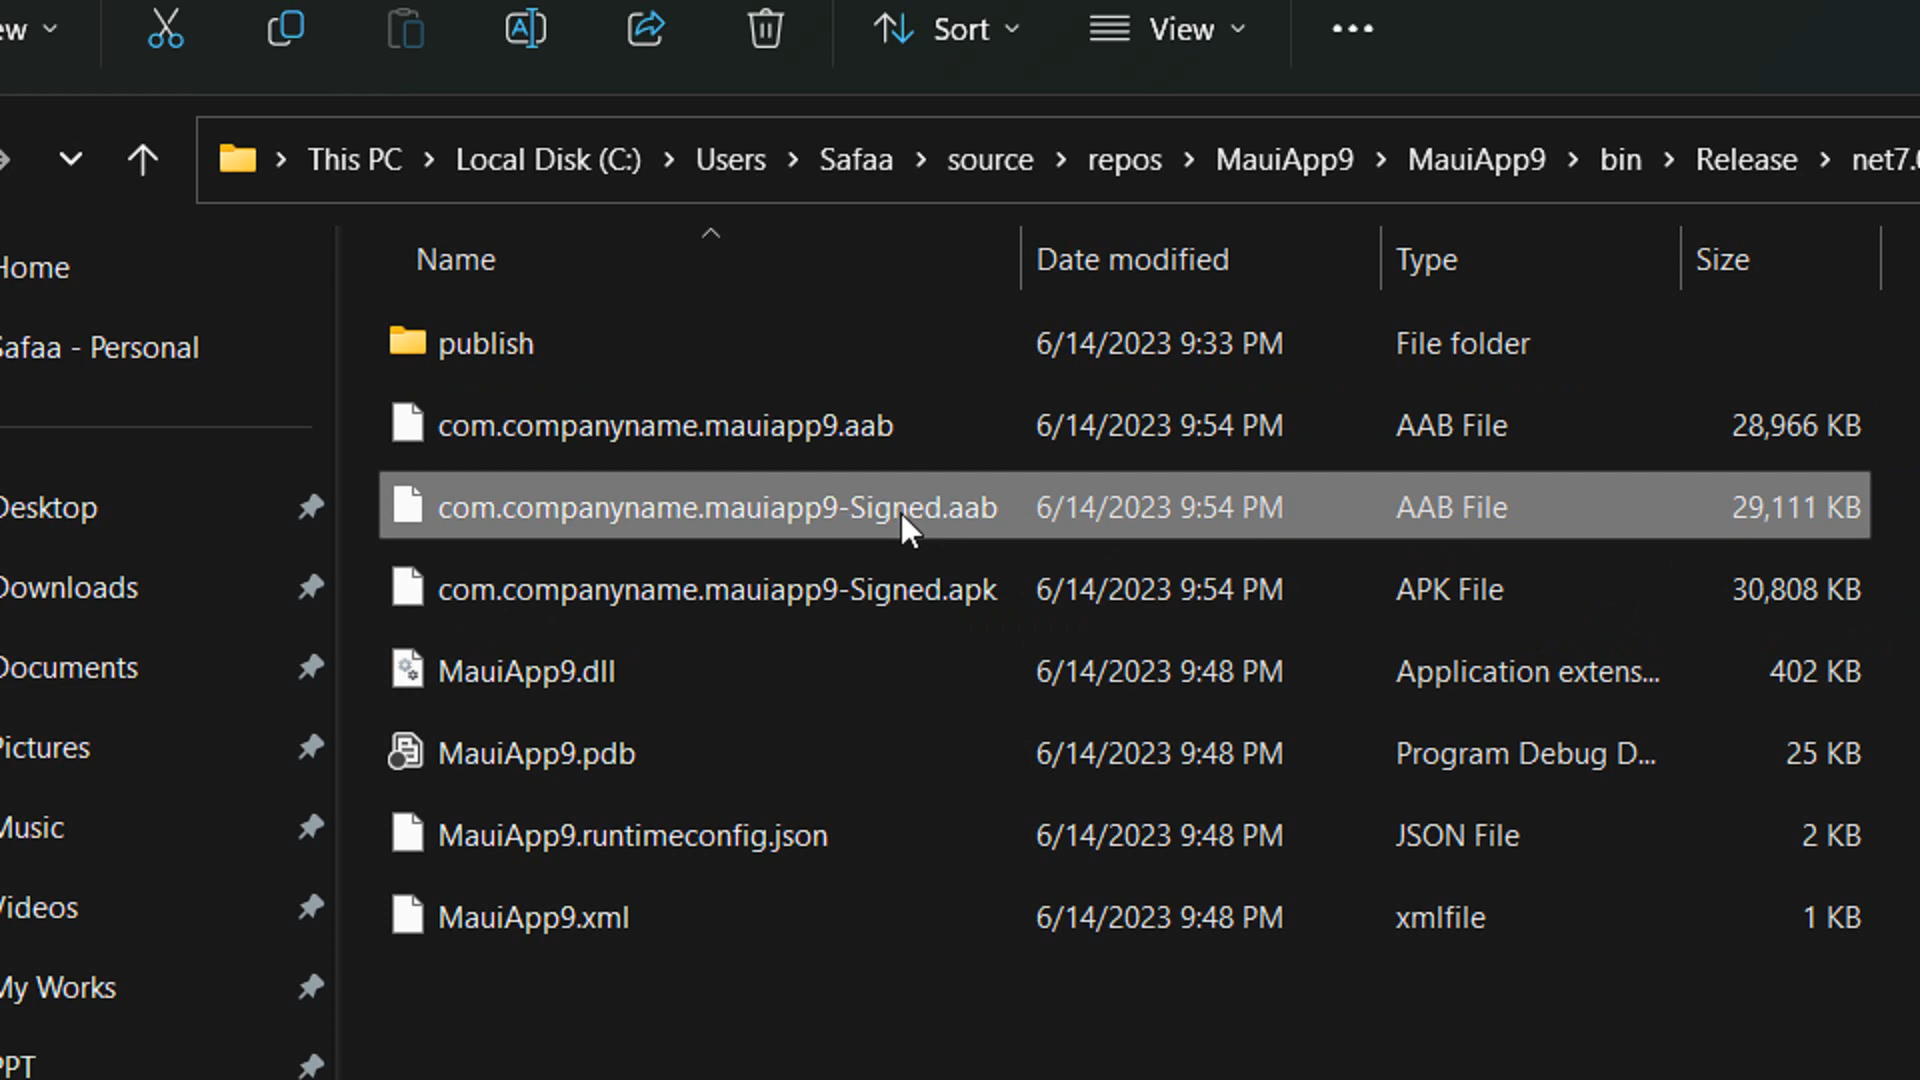 ew Sort View
This PC Local Disk (C:) Users Safaa source repos MauiApp9 MauiApp9 bin Release net7.0
Name Date modified Type Size
Home
Safaa - Personal
Desktop
Downloads
Documents
Pictures
Music
Videos
My Works
PPT
publish 6/14/2023 9:33 PM File folder
com.companyname.mauiapp9.aab 6/14/2023 9:54 PM AAB File 28,966 KB
com.companyname.mauiapp9-Signed.aab 6/14/2023 9:54 PM AAB File 29,111 KB
com.companyname.mauiapp9-Signed.apk 6/14/2023 9:54 PM APK File 30,808 KB
MauiApp9.dll 6/14/2023 9:48 PM Application extens... 402 KB
MauiApp9.pdb 6/14/2023 9:48 PM Program Debug D... 25 KB
MauiApp9.runtimeconfig.json 6/14/2023 9:48 PM JSON File 2 KB
MauiApp9.xml 6/14/2023 9:48 PM xmlfile 1 KB